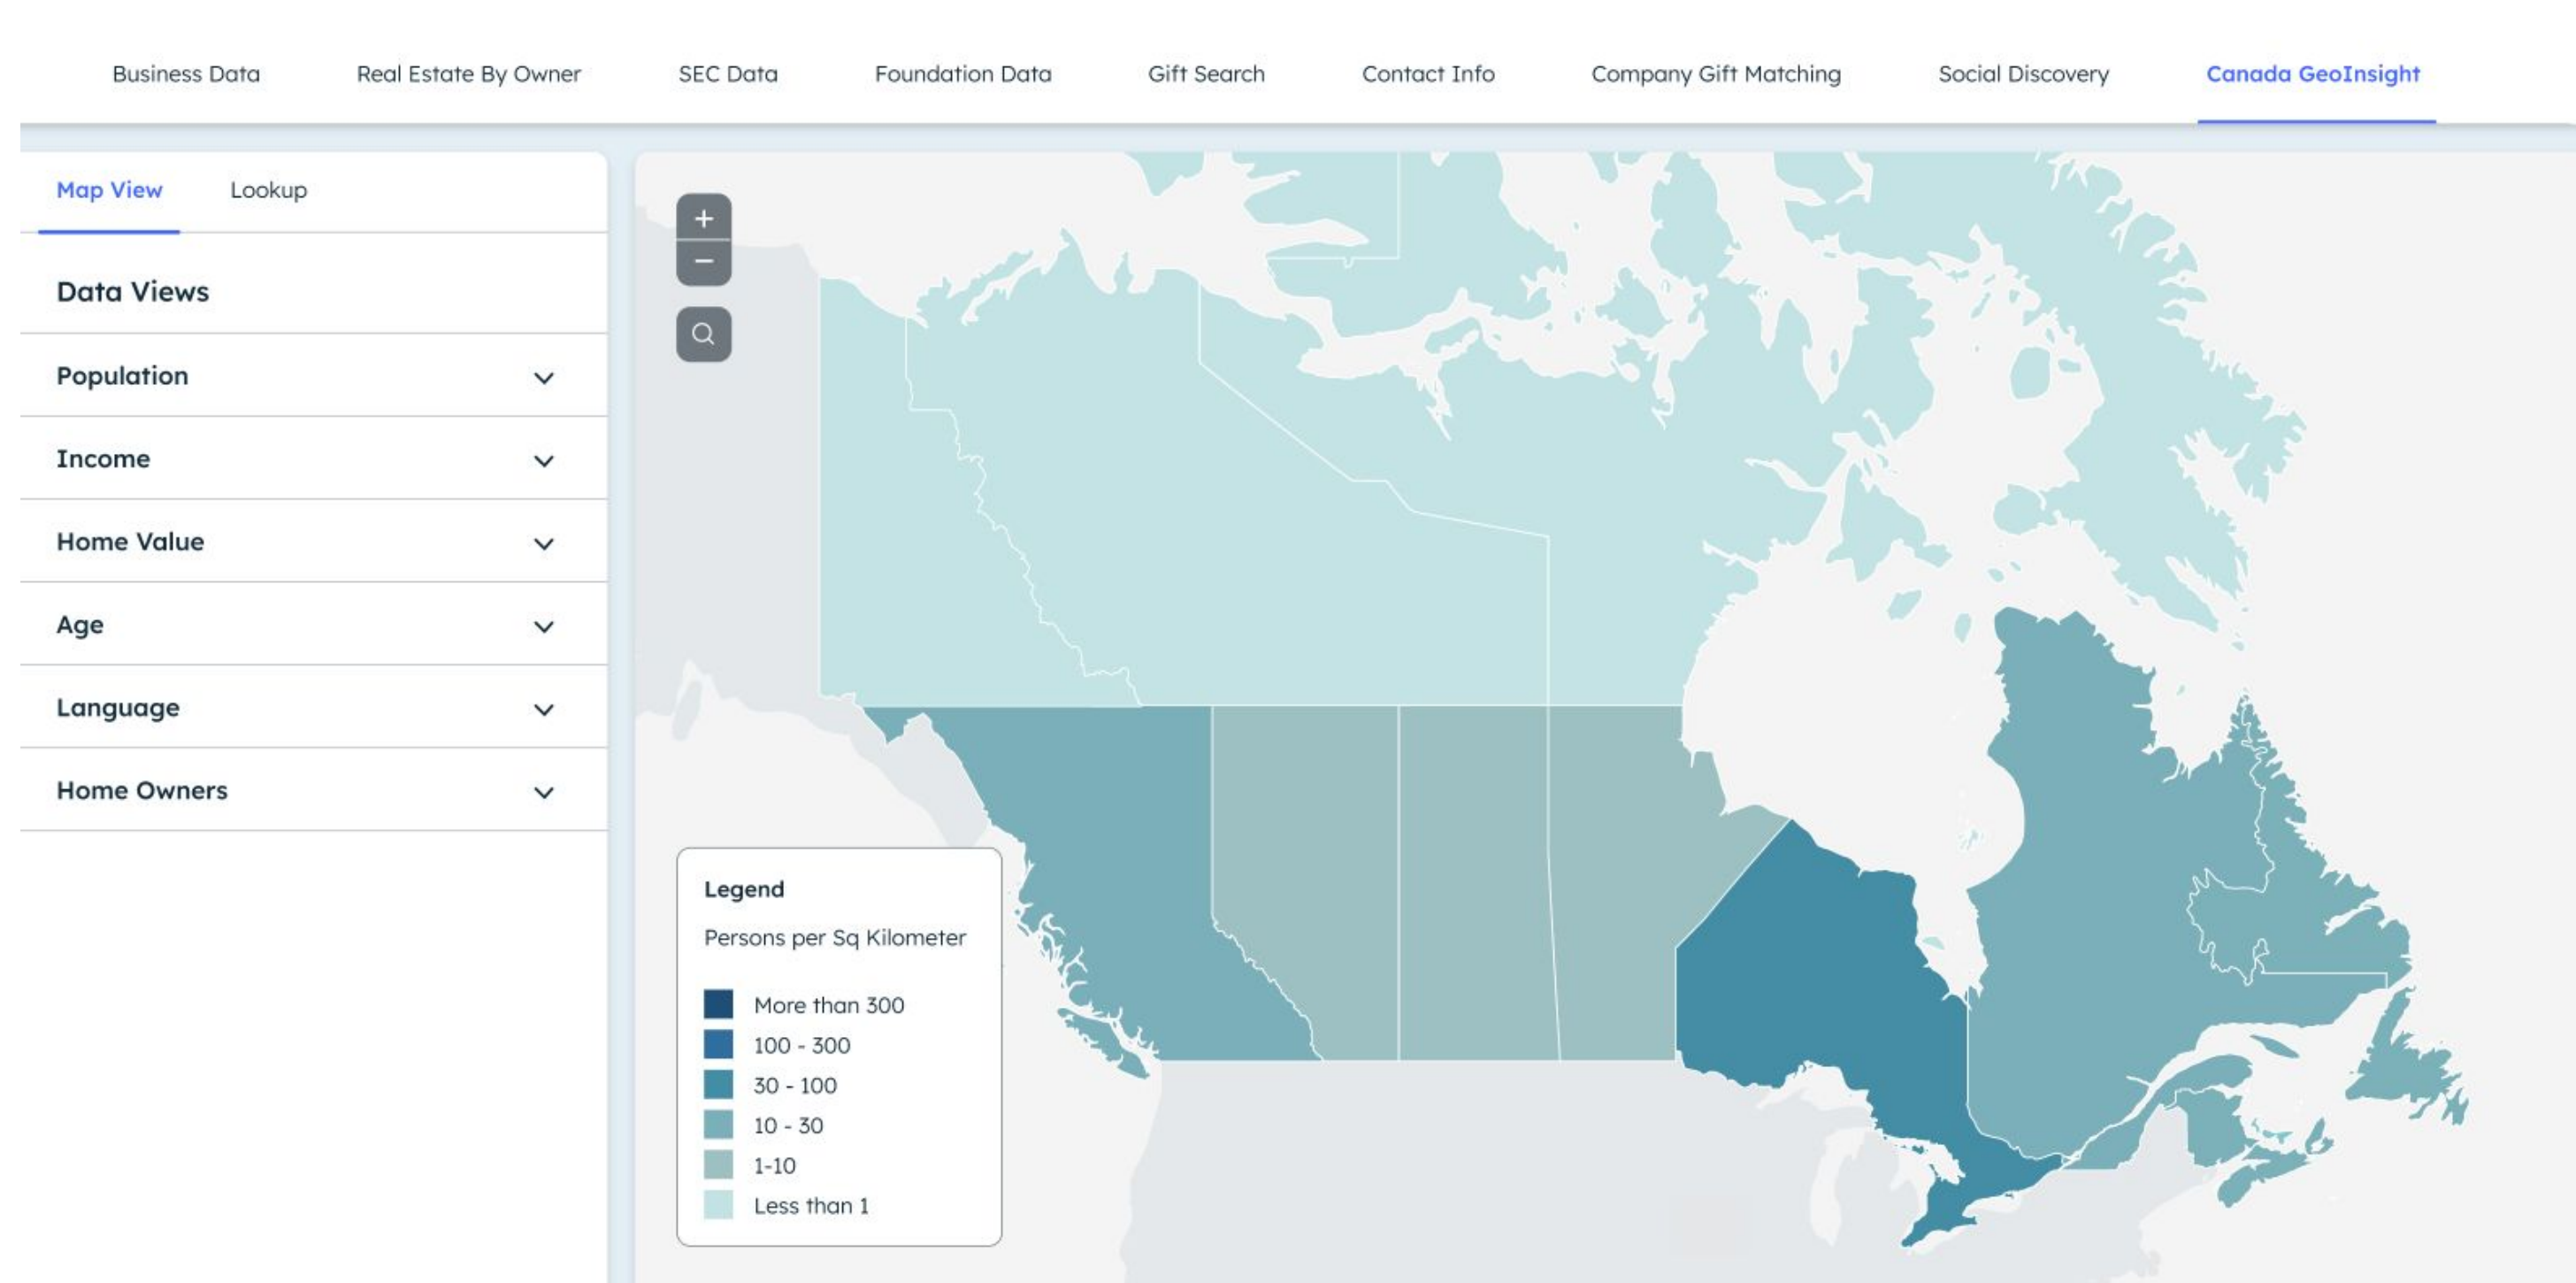 Business Data Real Estate By Owner SEC Data Foundation Data Gift Search Contact Info Company Gift Matching Social Discovery Canada GeoInsight
Map View Lookup
Data Views
Population
Income
Home Value
Age
Language
Home Owners
+
−
Legend
Persons per Sq Kilometer
More than 300
100 - 300
30 - 100
10 - 30
1-10
Less than 1